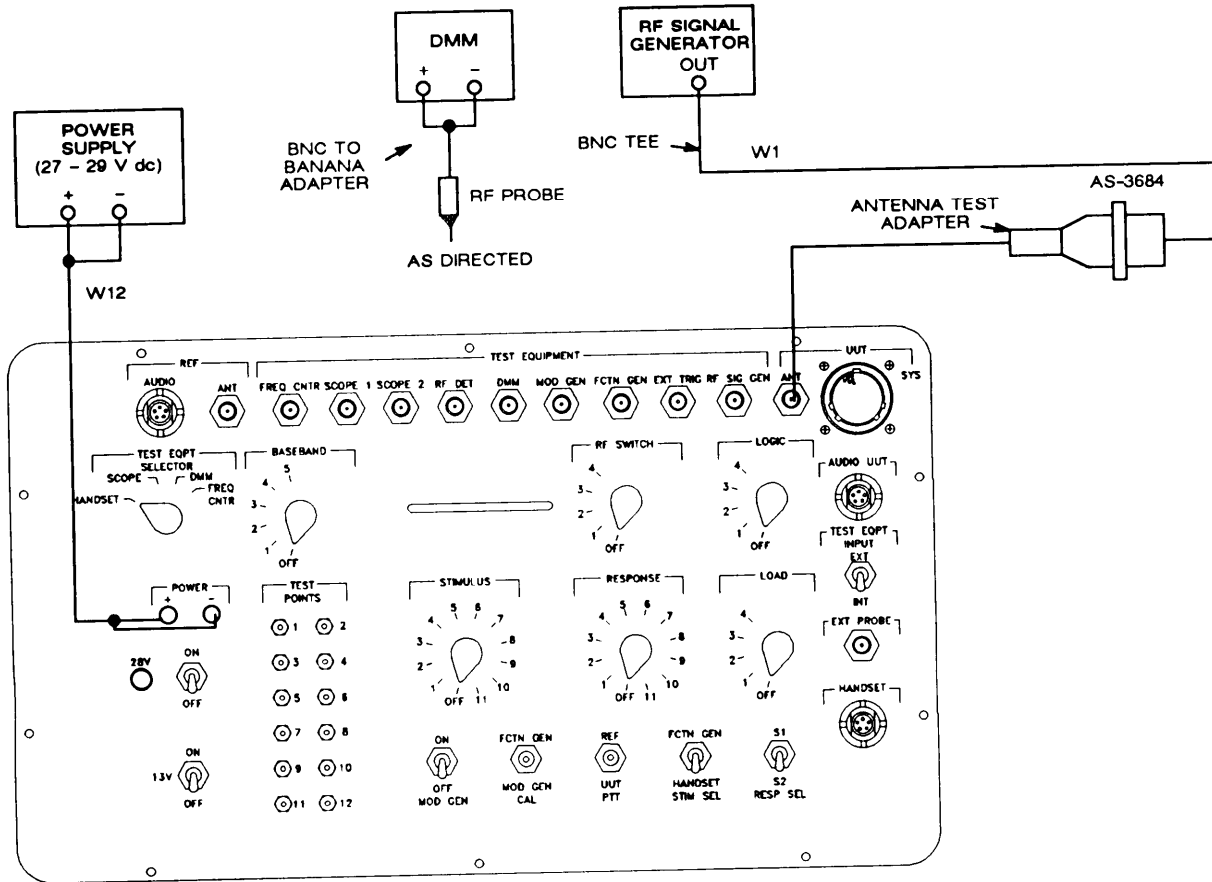 DMM
+ −
RF SIGNAL
GENERATOR
OUT
POWER
SUPPLY
(27 – 29 V dc)
+ −
BNC TO
BANANA
ADAPTER
RF PROBE
AS DIRECTED
BNC TEE
W1
AS-3684
ANTENNA TEST
ADAPTER
W12
REF
TEST EQUIPMENT
UUT
AUDIO
ANT
FREQ CNTR
SCOPE 1
SCOPE 2
RF DET
DMM
MOD GEN
FCTN GEN
EXT TRIG
RF SIG GEN
ANT
SYS
TEST EQPT
SELECTOR
SCOPE
DMM
HANDSET
FREQ
CNTR
BASEBAND
5
4
3
2
1
OFF
RF SWITCH
4
3
2
1
OFF
LOGIC
4
3
2
1
OFF
AUDIO UUT
TEST EQPT
INPUT
EXT
INT
POWER
+ −
TEST
POINTS
1 2
3 4
5 6
7 8
9 10
11 12
STIMULUS
5 6
4 7
3 8
2 9
1 10
OFF 11
RESPONSE
5 6
4 7
3 8
2 9
1 10
OFF 11
LOAD
4
3
2
1
OFF
EXT PROBE
HANDSET
28V
ON
OFF
13V
ON
OFF
ON
OFF
MOD GEN
FCTN GEN
MOD GEN
CAL
REF
UUT
PTT
FCTN GEN
HANDSET
STIM SEL
S1
S2
RESP SEL